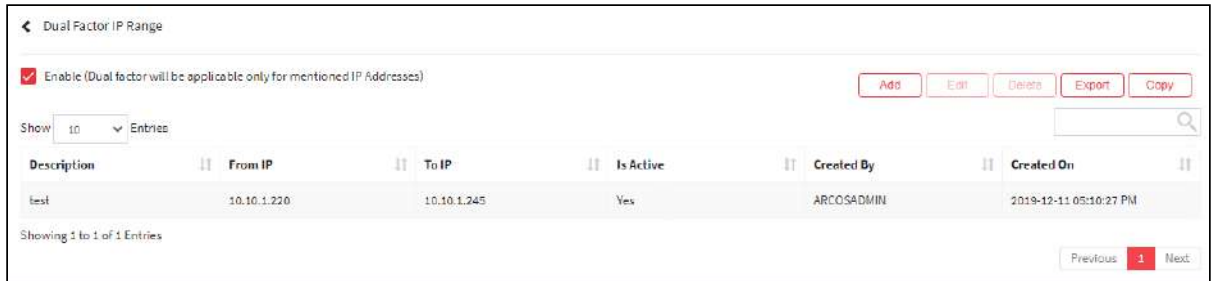 Dual Factor IP Range
Enable (Dual factor will be applicable only for mentioned IP Addresses)
Add Edit Delete Export Copy
Show 10 Entries
Description From IP To IP Is Active Created By Created On
test 10.10.1.220 10.10.1.245 Yes ARCOSADMIN 2019-12-11 05:10:27 PM
Showing 1 to 1 of 1 Entries
Previous 1 Next